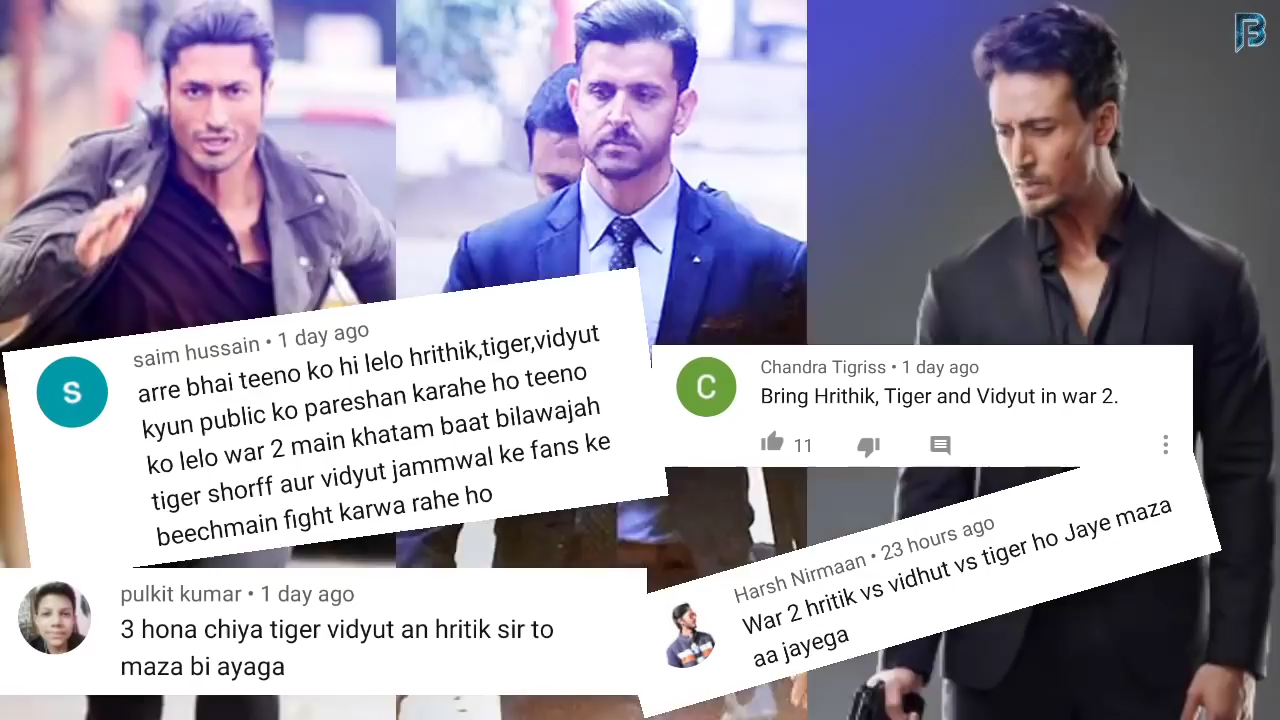 saim hussain • 1 day ago
arre bhai teeno ko hi lelo hrithik,tiger,vidyut
kyun public ko pareshan karahe ho teeno
ko lelo war 2 main khatam baat bilawajah
tiger shorff aur vidyut jammwal ke fans ke
beechmain fight karwa rahe ho
S
Chandra Tigriss • 1 day ago
Bring Hrithik, Tiger and Vidyut in war 2.
C
11
pulkit kumar • 1 day ago
3 hona chiya tiger vidyut an hritik sir to
maza bi ayaga
Harsh Nirmaan • 23 hours ago
War 2 hritik vs vidhut vs tiger ho Jaye maza
aa jayega